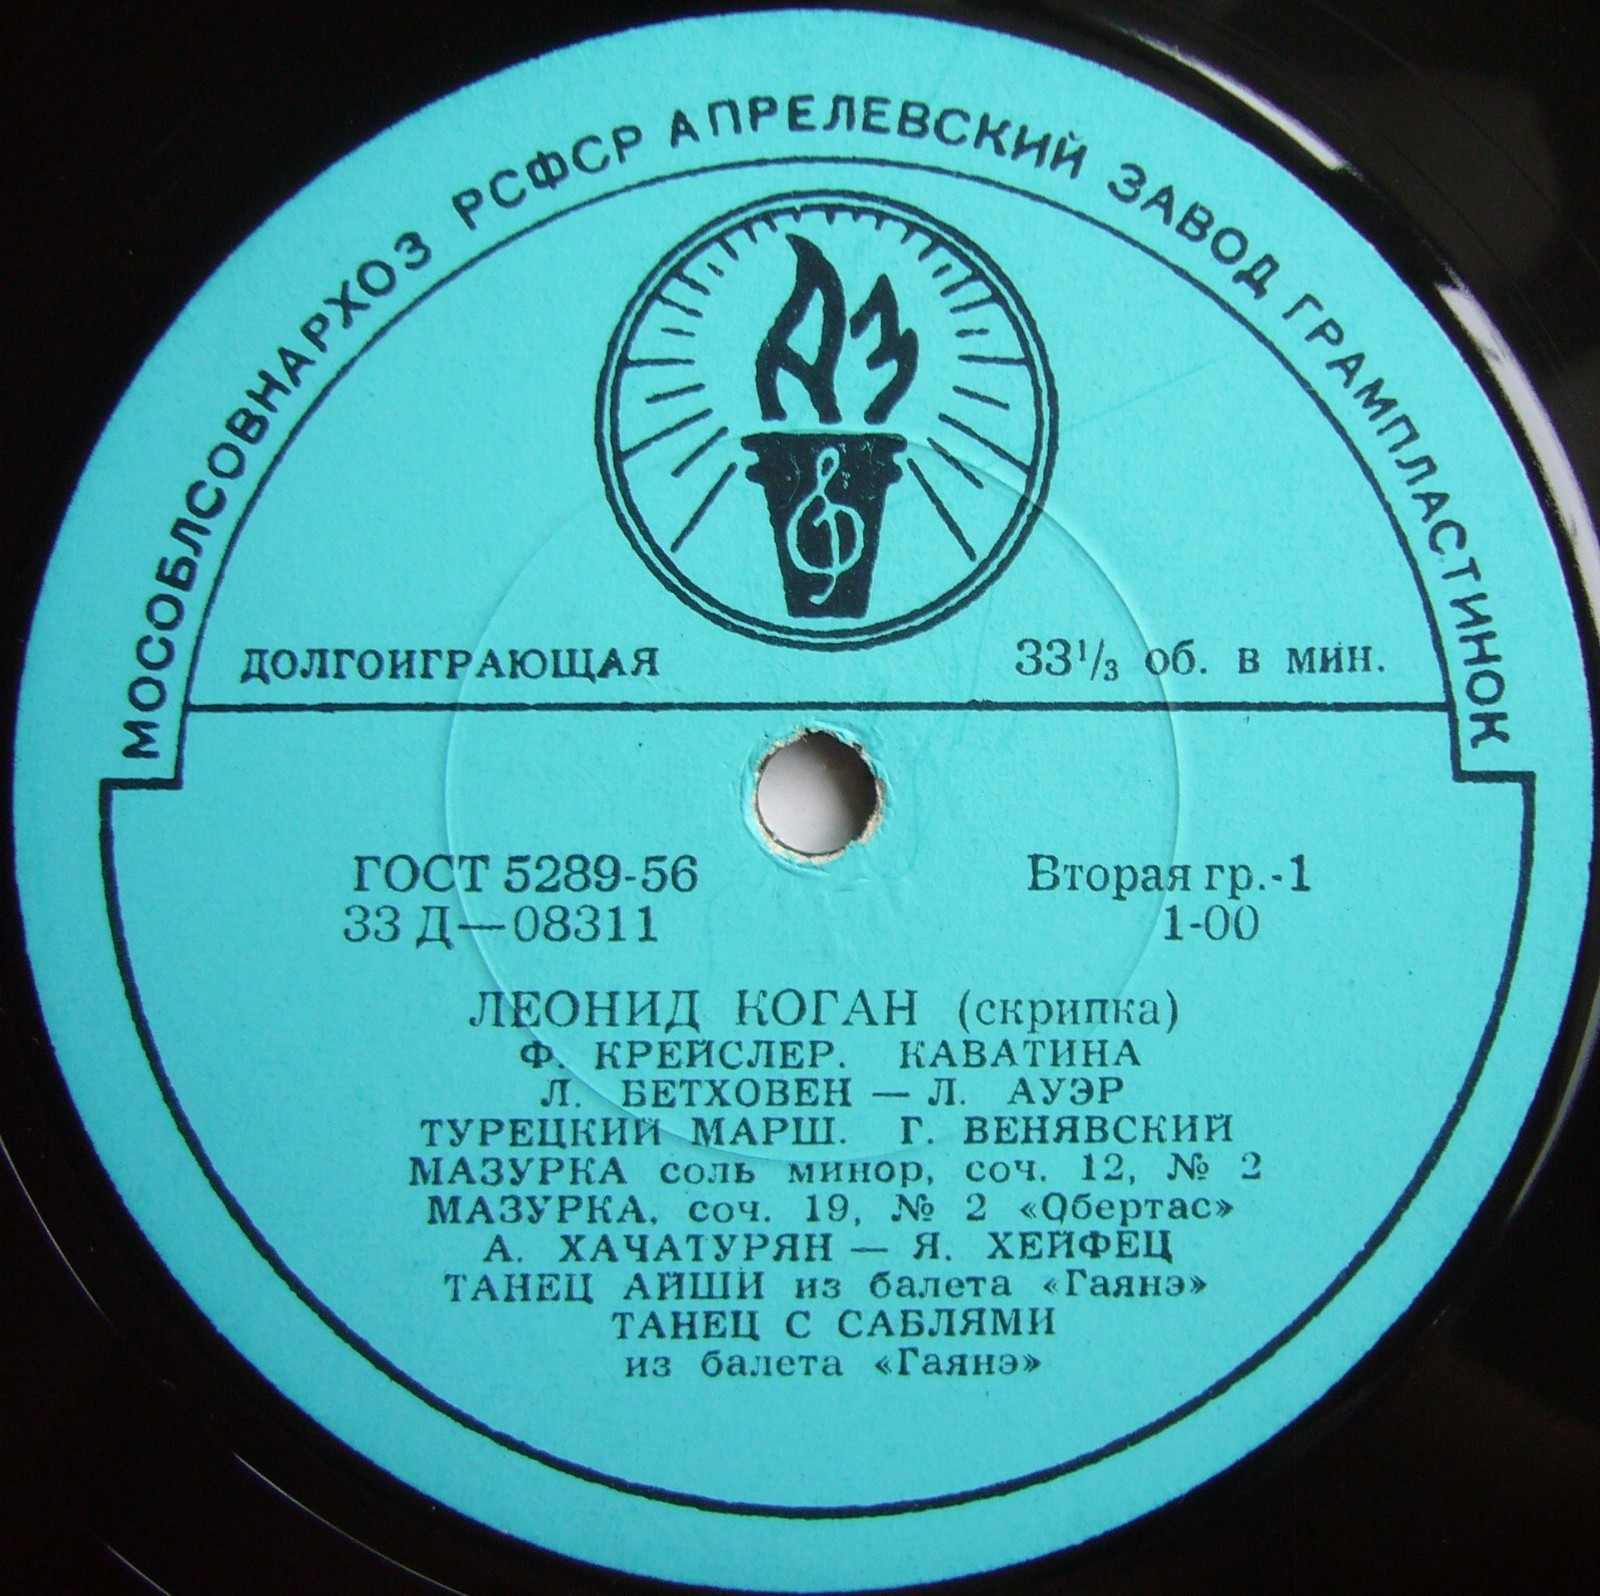 МОСОБЛСОВНАРХОЗ РСФСР АПРЕЛЕВСКИЙ ЗАВОД ГРАМПЛАСТИНОК
АЗ
ДОЛГОИГРАЮЩАЯ 33 1/3 об. в мин.
ГОСТ 5289-56 Вторая гр.-1
33 Д—08311 1-00
ЛЕОНИД КОГАН (скрипка)
Ф. КРЕЙСЛЕР. КАВАТИНА
Л. БЕТХОВЕН — Л. АУЭР
ТУРЕЦКИЙ МАРШ. Г. ВЕНЯВСКИЙ
МАЗУРКА соль минор, соч. 12, № 2
МАЗУРКА, соч. 19, № 2 «Обертас»
А. ХАЧАТУРЯН — Я. ХЕЙФЕЦ
ТАНЕЦ АЙШИ из балета «Гаянэ»
ТАНЕЦ С САБЛЯМИ
из балета «Гаянэ»